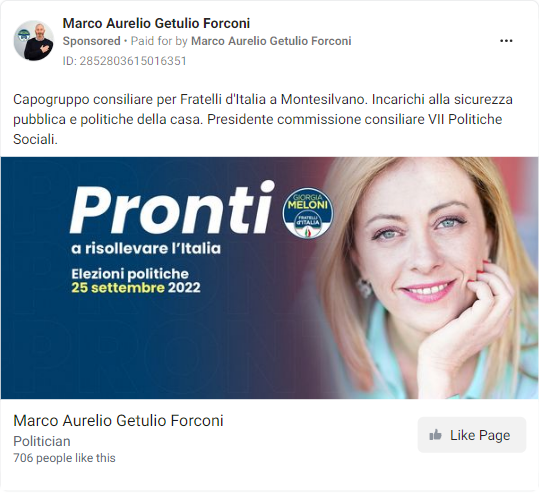 Marco Aurelio Getulio Forconi
Sponsored • Paid for by Marco Aurelio Getulio Forconi
ID: 2852803615016351
Capogruppo consiliare per Fratelli d'Italia a Montesilvano. Incarichi alla sicurezza
pubblica e politiche della casa. Presidente commissione consiliare VII Politiche
Sociali.
Pronti
a risollevare l'Italia
GIORGIA
MELONI
FRATELLI
d'ITALIA
Elezioni politiche
25 settembre 2022
Marco Aurelio Getulio Forconi
Politician
706 people like this
Like Page